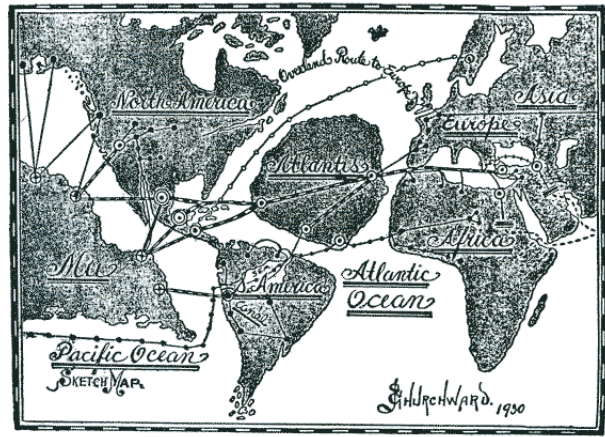 Overland Route to Europe
North America
Asia
Europe
Atlantis
Africa
Mu
S. America
Canal
Atlantic
Ocean
Pacific Ocean
Sketch Map.
J Churchward. 1930